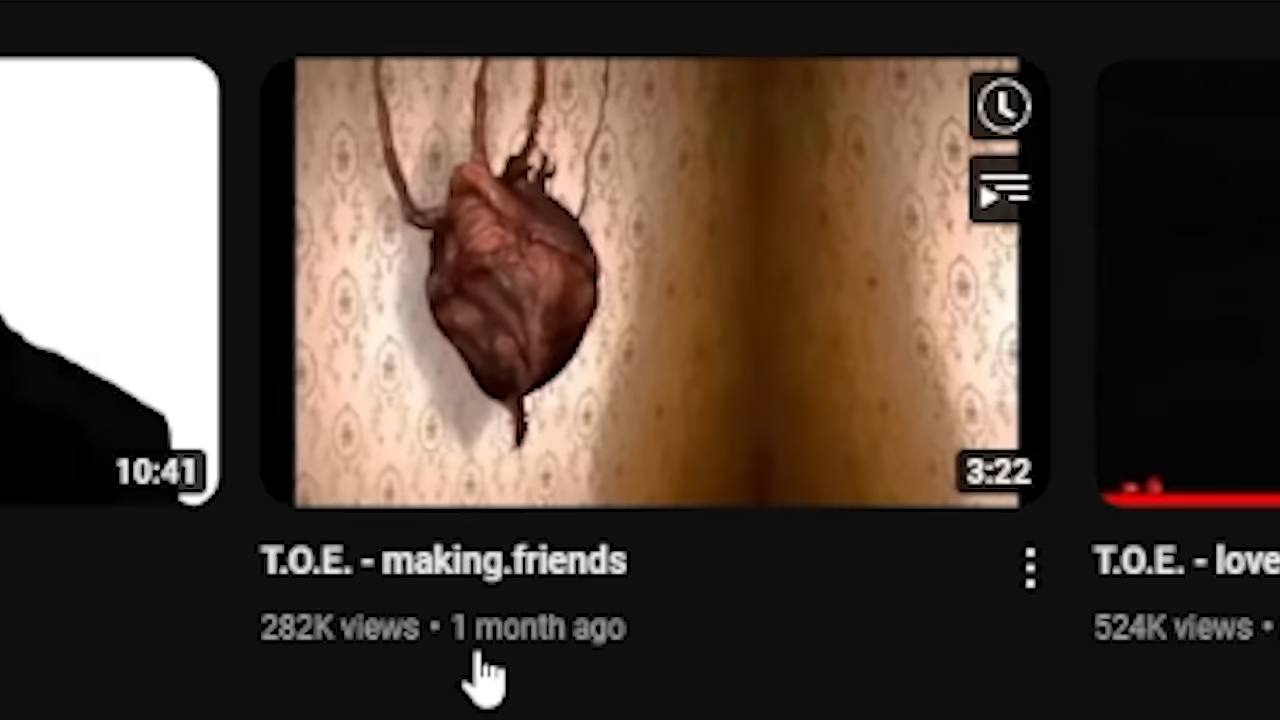 10:41
3:22
T.O.E. - making.friends
T.O.E. - love
282K views • 1 month ago
524K views •